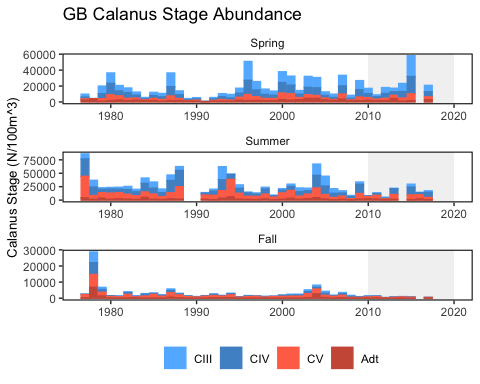 GB Calanus Stage Abundance
Calanus Stage (N/100m^3)
Spring
60000
40000
20000
0
1980 1990 2000 2010 2020
Summer
75000
50000
25000
0
1980 1990 2000 2010 2020
Fall
30000
20000
10000
0
1980 1990 2000 2010 2020
CIII CIV CV Adt